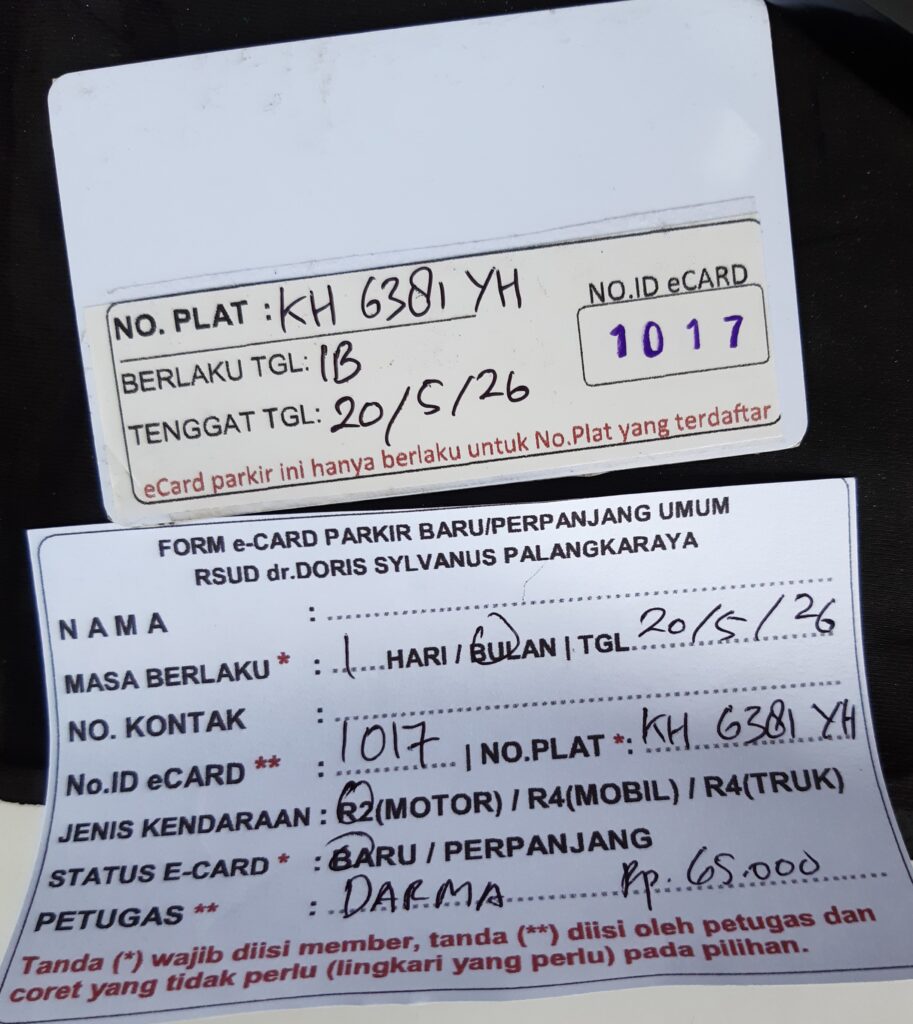 NO. PLAT : KH 6381 YH
NO.ID eCARD
1017
BERLAKU TGL: 1B
TENGGAT TGL: 20/5/26
eCard parkir ini hanya berlaku untuk No.Plat yang terdaftar
FORM e-CARD PARKIR BARU/PERPANJANG UMUM
RSUD dr.DORIS SYLVANUS PALANGKARAYA
NAMA : ...............
MASA BERLAKU * : 1 HARI / BULAN | TGL 20/5/26
NO. KONTAK : ...............
No.ID eCARD ** : 1017 | NO.PLAT *: KH 6381 YH
JENIS KENDARAAN : R2(MOTOR) / R4(MOBIL) / R4(TRUK)
STATUS E-CARD * : BARU / PERPANJANG
PETUGAS ** : DARMA Rp. 65.000
Tanda (*) wajib diisi member, tanda (**) diisi oleh petugas dan
coret yang tidak perlu (lingkari yang perlu) pada pilihan.